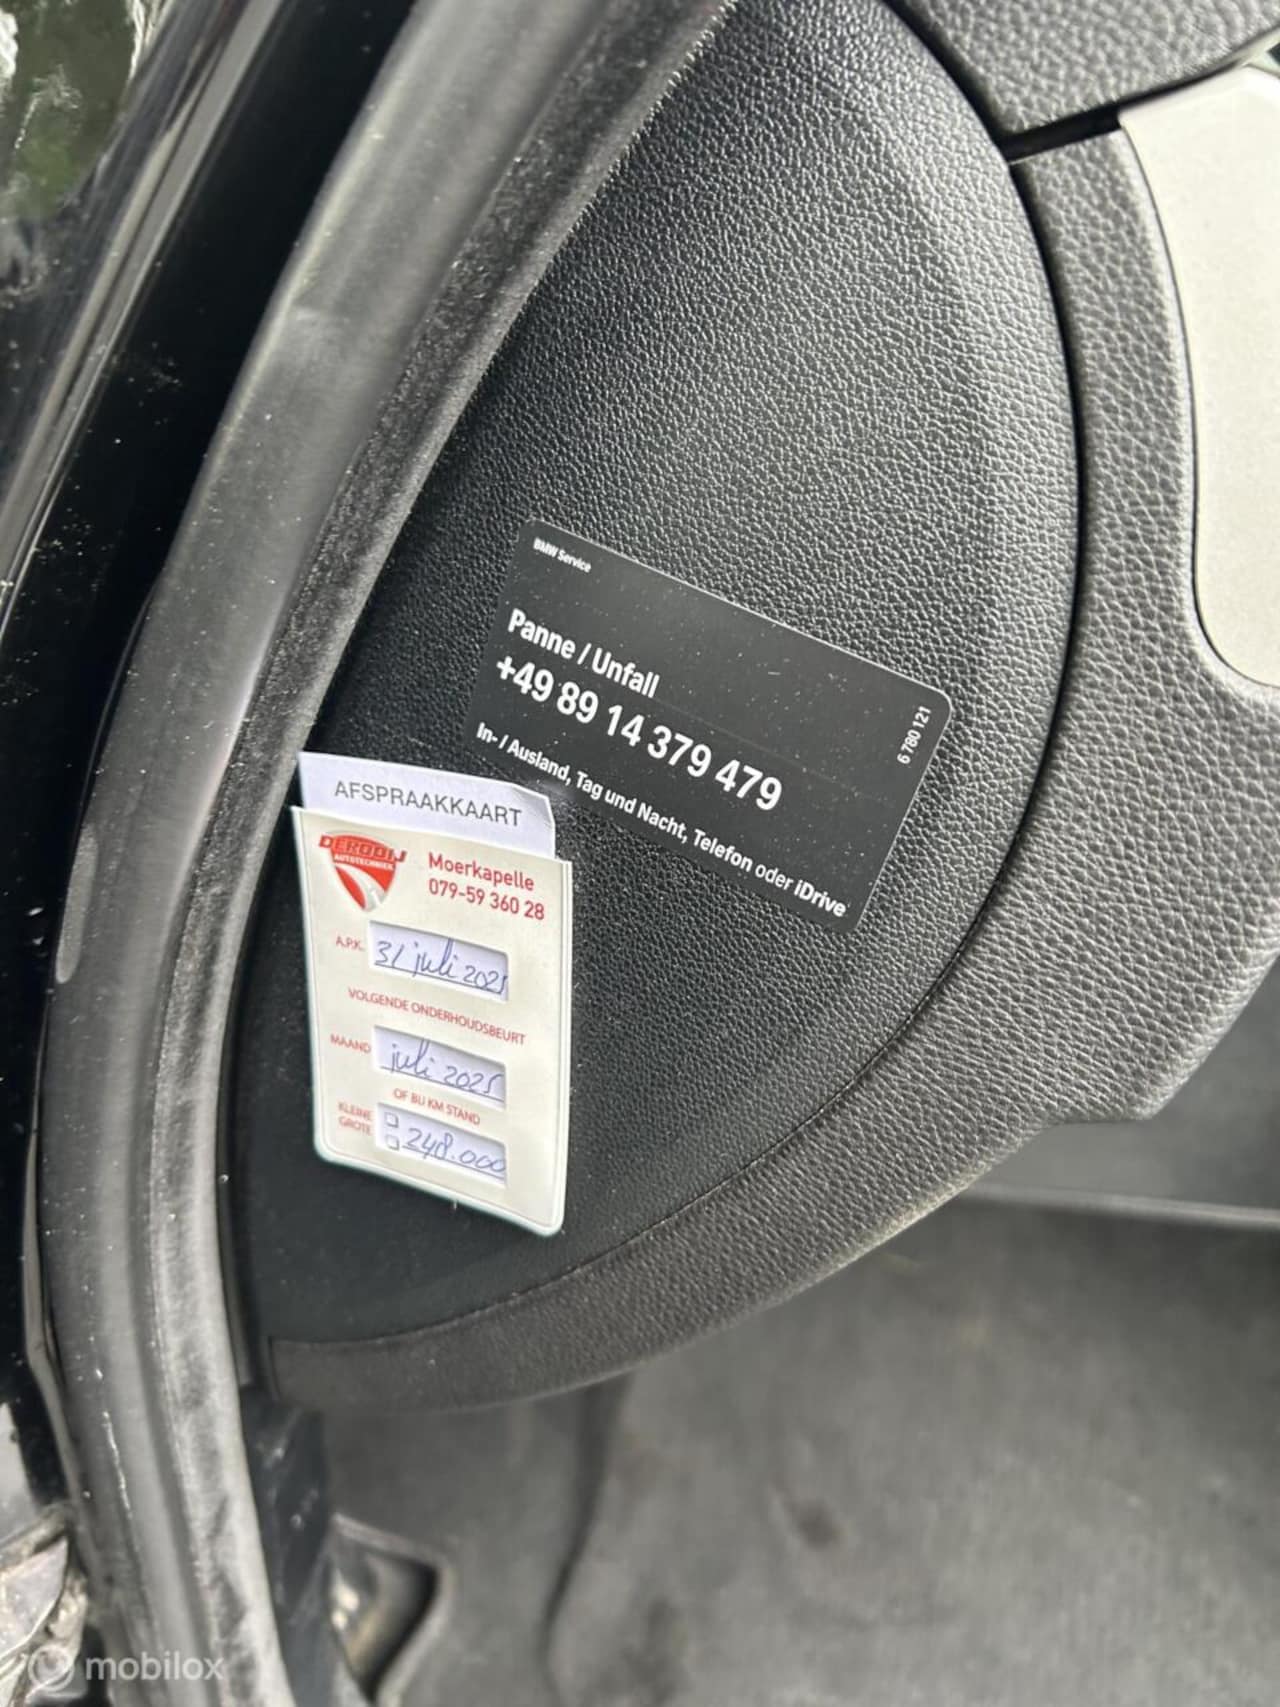 BMW Service
Panne / Unfall
+49 89 14 379 479
In- / Ausland, Tag und Nacht, Telefon oder iDrive
6 780 121
AFSPRAAKKAART
DEROON
AUTOTECHNIEK
Moerkapelle
079-59 360 28
A.P.K. 31 juli 2025
VOLGENDE ONDERHOUDSBEURT
MAAND juli 2025
OF BIJ KM STAND
KLEINE
GROTE 248.000
mobilox